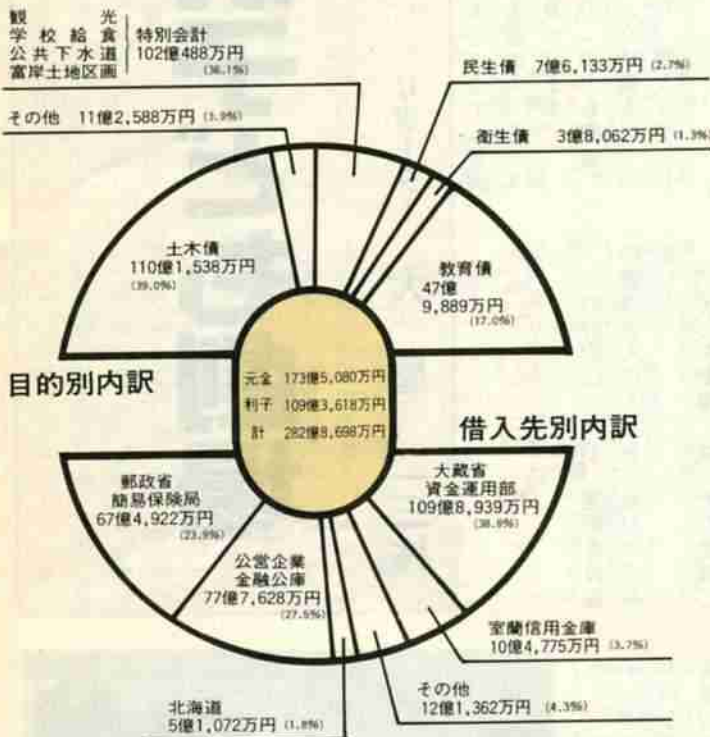 観光
学校給食
公共下水道
富岸土地区画
特別会計
102億488万円
(36.1%)
その他 11億2,588万円 (3.9%)
民生債 7億6,133万円 (2.7%)
衛生債 3億8,062万円 (1.3%)
土木債
110億1,538万円
(39.0%)
教育債
47億
9,889万円
(17.0%)
目的別内訳
元金 173億5,080万円
利子 109億3,618万円
計 282億8,698万円
借入先別内訳
郵政省
簡易保険局
67億4,922万円
(23.9%)
公営企業
金融公庫
77億7,628万円
(27.5%)
大蔵省
資金運用部
109億8,939万円
(38.8%)
室蘭信用金庫
10億4,775万円 (3.7%)
その他
12億1,362万円 (4.3%)
北海道
5億1,072万円 (1.8%)